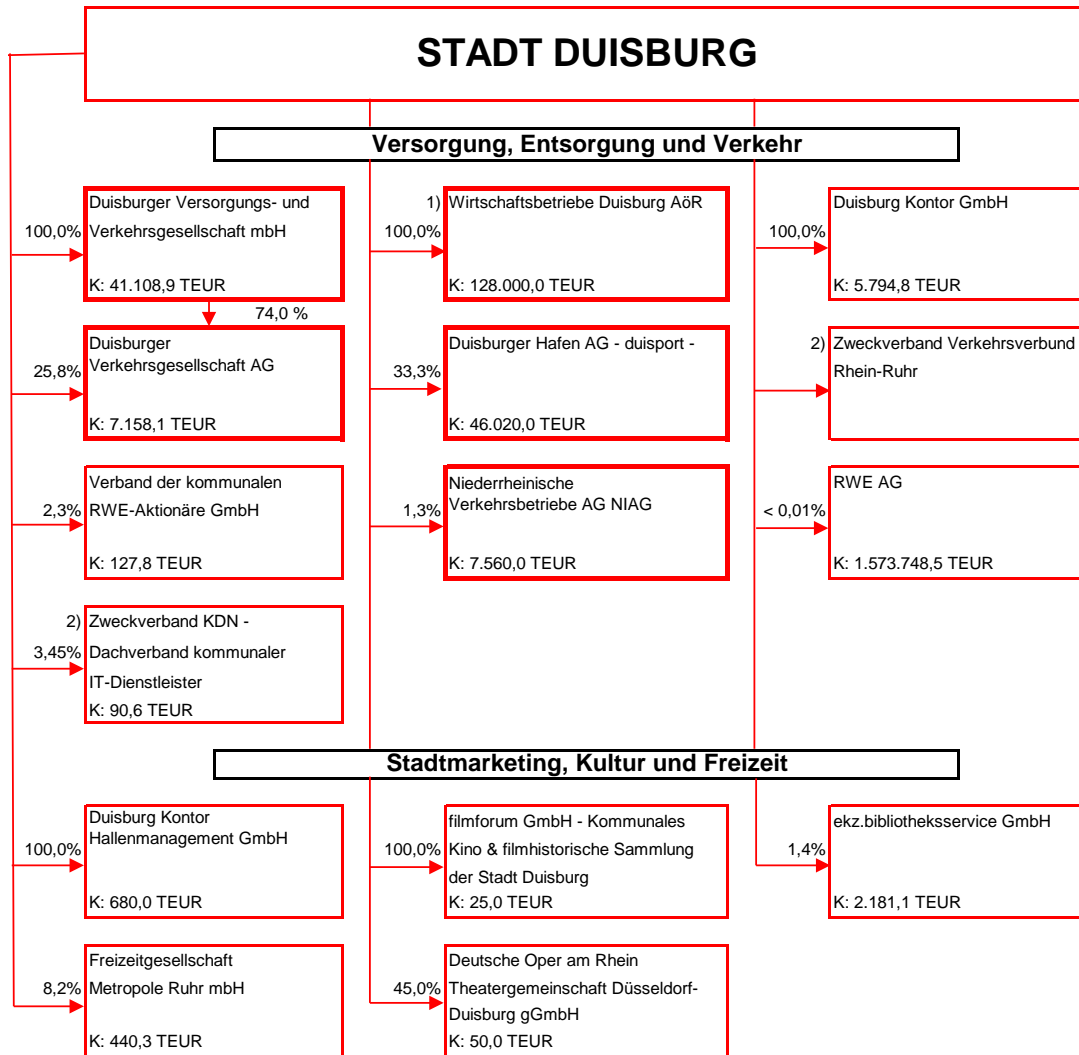 STADT DUISBURG
Versorgung, Entsorgung und Verkehr
Duisburger Versorgungs- und
100,0% Verkehrsgesellschaft mbH
K: 41.108,9 TEUR
1) Wirtschaftsbetriebe Duisburg AöR
100,0%
K: 128.000,0 TEUR
Duisburg Kontor GmbH
100,0%
K: 5.794,8 TEUR
74,0 %
Duisburger
Verkehrsgesellschaft AG
25,8%
K: 7.158,1 TEUR
Duisburger Hafen AG - duisport -
33,3%
K: 46.020,0 TEUR
2) Zweckverband Verkehrsverbund
Rhein-Ruhr
Verband der kommunalen
2,3% RWE-Aktionäre GmbH
K: 127,8 TEUR
Niederrheinische
Verkehrsbetriebe AG NIAG
1,3%
K: 7.560,0 TEUR
RWE AG
< 0,01%
K: 1.573.748,5 TEUR
2) Zweckverband KDN -
3,45% Dachverband kommunaler
IT-Dienstleister
K: 90,6 TEUR
Stadtmarketing, Kultur und Freizeit
Duisburg Kontor
Hallenmanagement GmbH
100,0%
K: 680,0 TEUR
filmforum GmbH - Kommunales
100,0% Kino & filmhistorische Sammlung
der Stadt Duisburg
K: 25,0 TEUR
ekz.bibliotheksservice GmbH
1,4%
K: 2.181,1 TEUR
Freizeitgesellschaft
8,2% Metropole Ruhr mbH
K: 440,3 TEUR
Deutsche Oper am Rhein
45,0% Theatergemeinschaft Düsseldorf-
Duisburg gGmbH
K: 50,0 TEUR